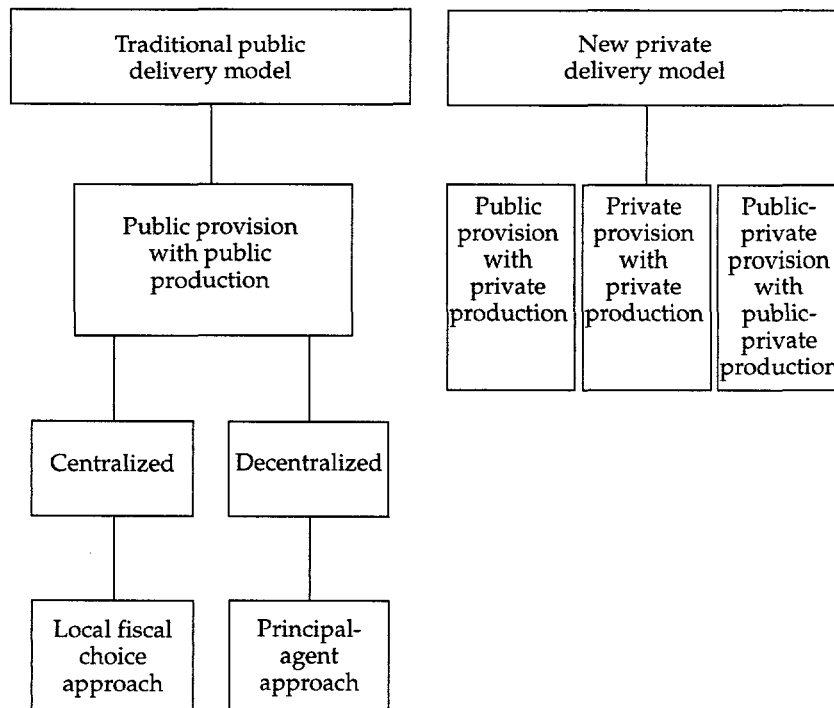 Traditional public
delivery model
New private
delivery model
Public provision
with public
production
Public
provision
with
private
production
Private
provision
with
private
production
Public-
private
provision
with
public-
private
production
Centralized
Decentralized
Local fiscal
choice
approach
Principal-
agent
approach